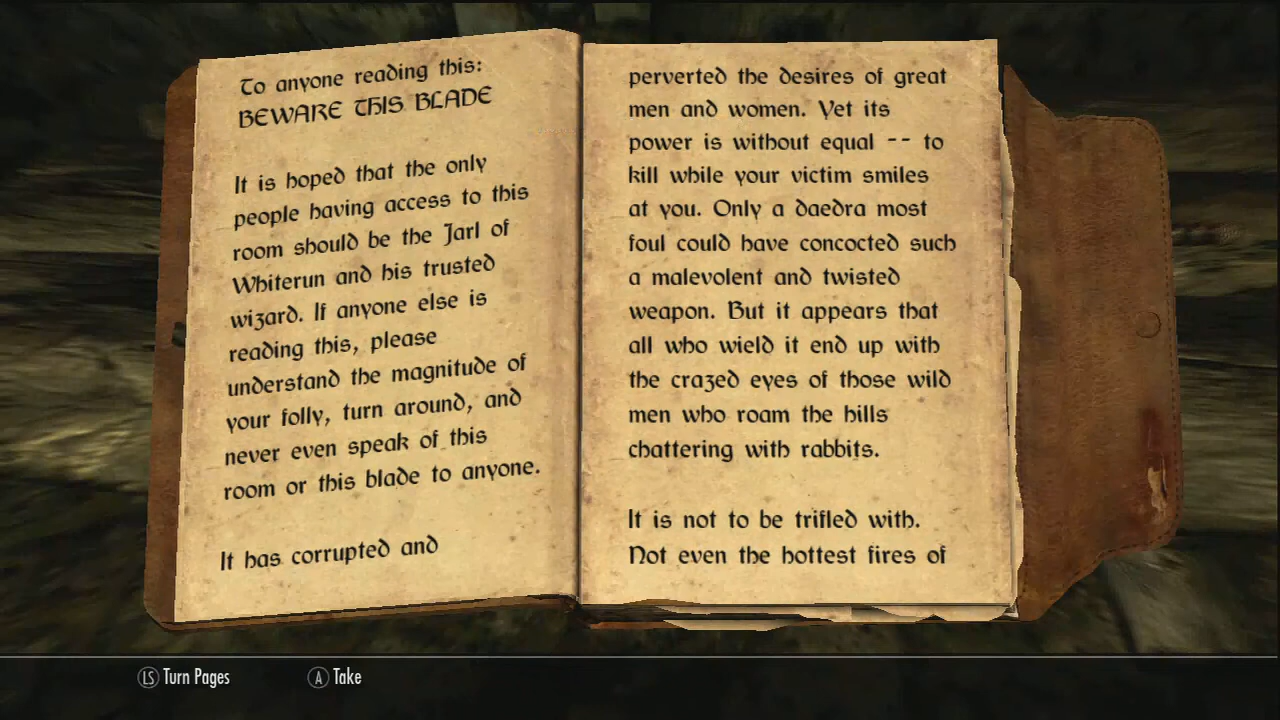 To anyone reading this:
BEWARE THIS BLADE
It is hoped that the only
people having access to this
room should be the Jarl of
Whiterun and his trusted
wizard. If anyone else is
reading this, please
understand the magnitude of
your folly, turn around, and
never even speak of this
room or this blade to anyone.
It has corrupted and
perverted the desires of great
men and women. Yet its
power is without equal -- to
kill while your victim smiles
at you. Only a daedra most
foul could have concocted such
a malevolent and twisted
weapon. But it appears that
all who wield it end up with
the crazed eyes of those wild
men who roam the hills
chattering with rabbits.
It is not to be trifled with.
Not even the hottest fires of
LS Turn Pages
A Take